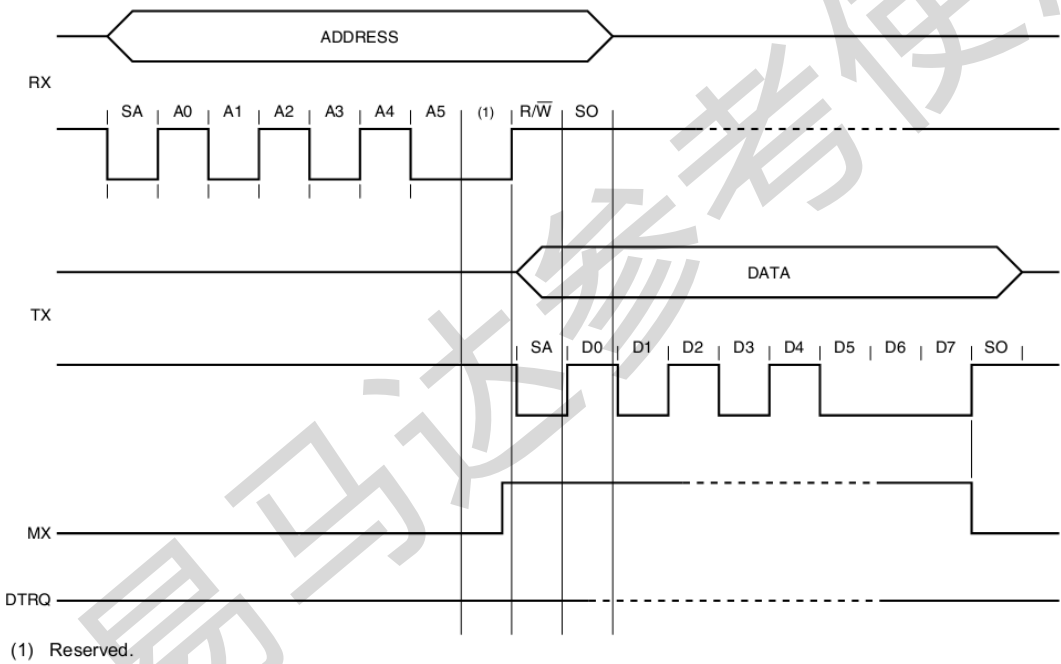 ADDRESS
RX
SA A0 A1 A2 A3 A4 A5 (1) R/W̅ SO
DATA
TX
SA D0 D1 D2 D3 D4 D5 D6 D7 SO
MX
DTRQ
(1) Reserved.
易马达参考使